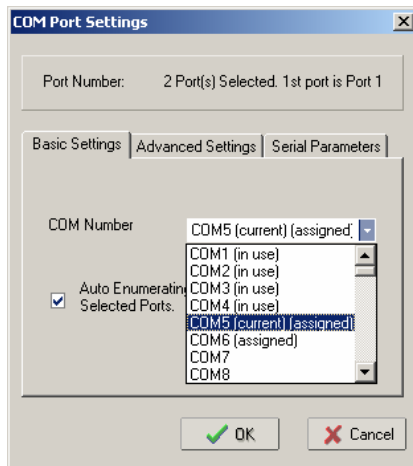 COM Port Settings
Port Number: 2 Port(s) Selected. 1st port is Port 1
Basic Settings Advanced Settings Serial Parameters
COM Number COM5 (current) (assigned)
COM1 (in use)
COM2 (in use)
Auto Enumerating COM3 (in use)
Selected Ports. COM4 (in use)
COM5 (current) (assigned)
COM6 (assigned)
COM7
COM8
OK Cancel